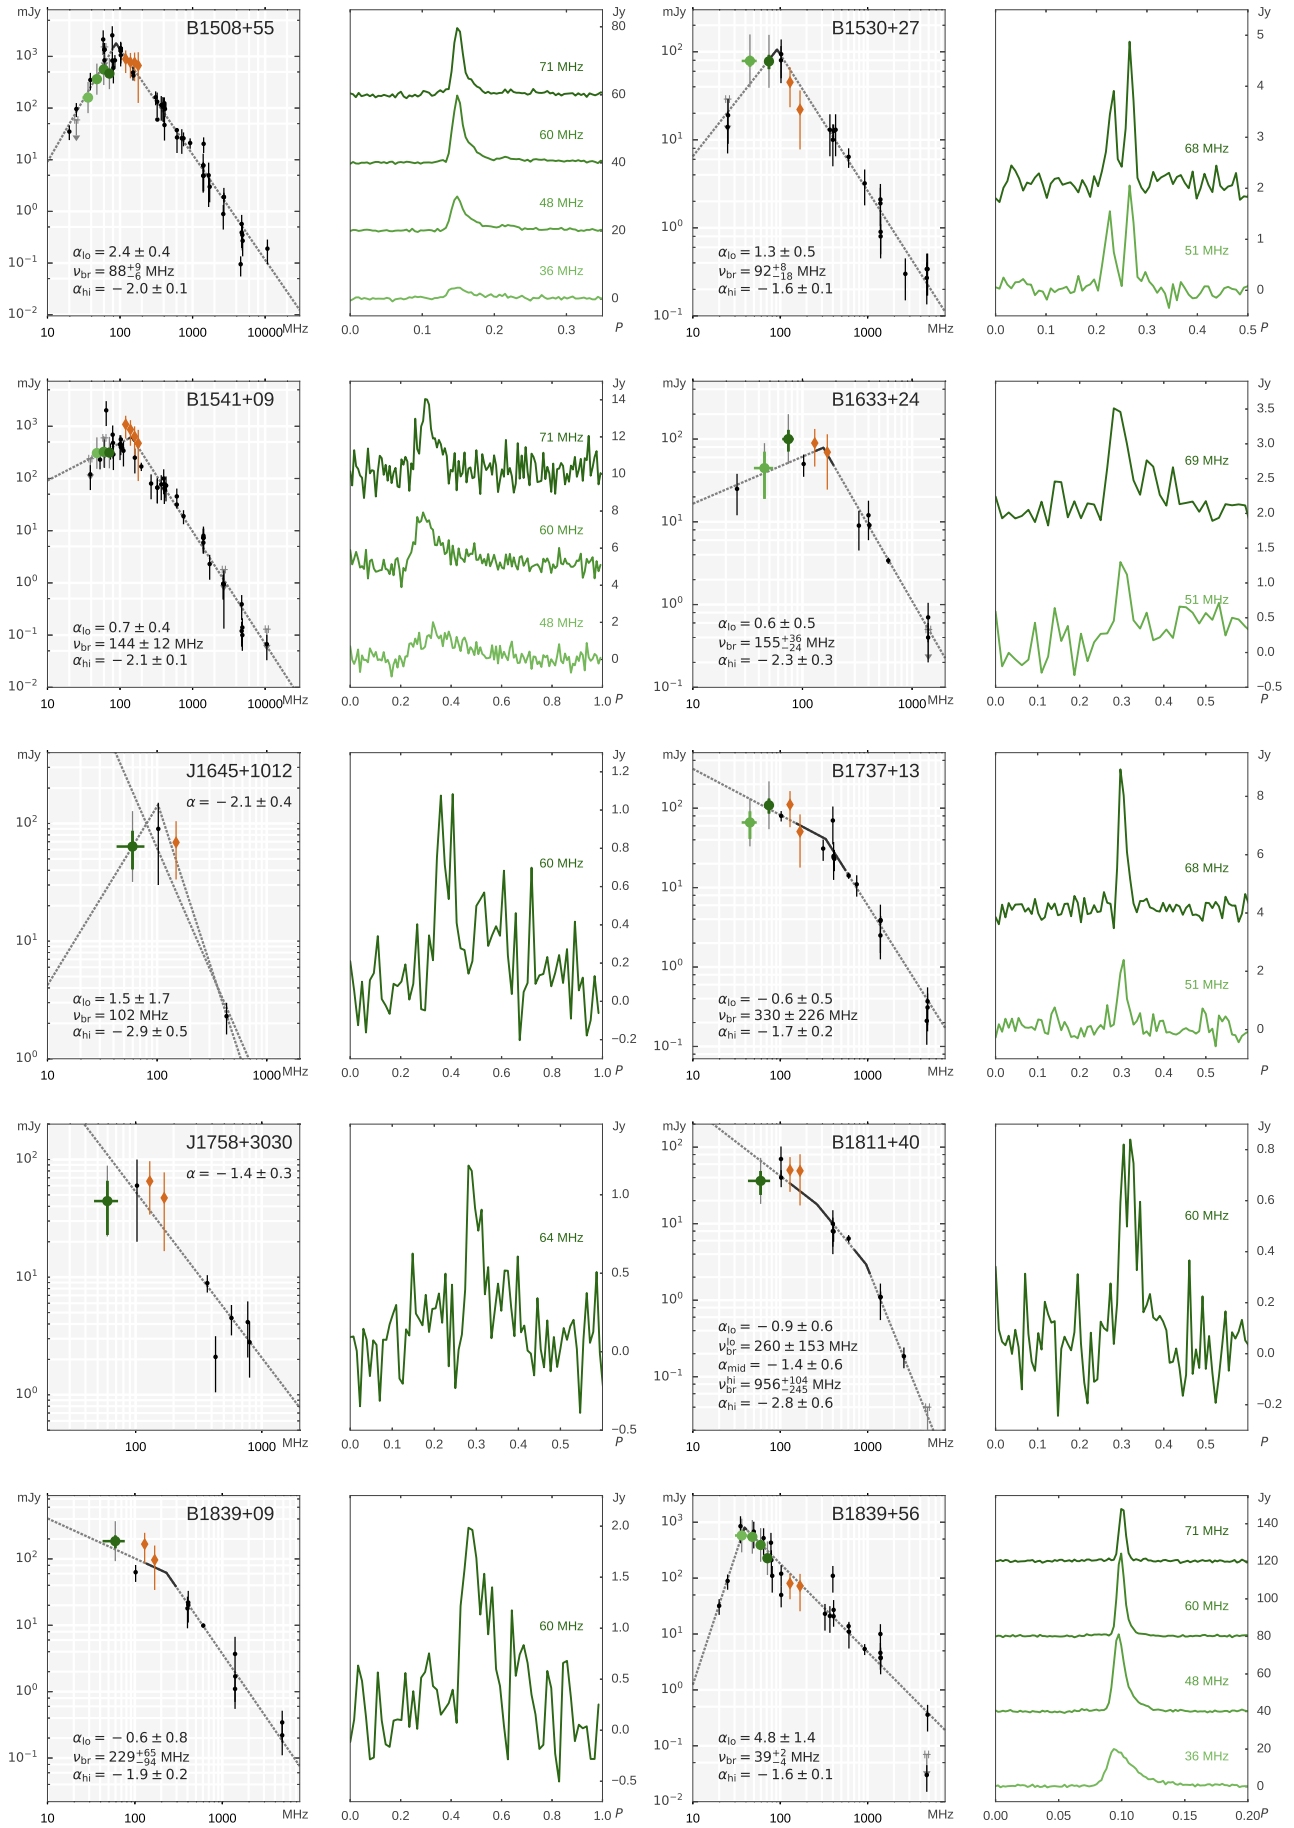 mJy
B1508+55
10³
10²
10¹
10⁰
10⁻¹
10⁻²
α_lo = 2.4 ± 0.4
ν_br = 88⁺⁹₋₆ MHz
α_hi = −2.0 ± 0.1
10 100 1000 10000 MHz
Jy
80
71 MHz
60
60 MHz
40
48 MHz
20
36 MHz
0
0.0 0.1 0.2 0.3 P
mJy
B1530+27
10²
10¹
10⁰
10⁻¹
α_lo = 1.3 ± 0.5
ν_br = 92⁺⁸₋₁₈ MHz
α_hi = −1.6 ± 0.1
10 100 1000 MHz
Jy
5
4
3
68 MHz
2
1
51 MHz
0
0.0 0.1 0.2 0.3 0.4 0.5 P
mJy
B1541+09
10³
10²
10¹
10⁰
10⁻¹
10⁻²
α_lo = 0.7 ± 0.4
ν_br = 144 ± 12 MHz
α_hi = −2.1 ± 0.1
10 100 1000 10000 MHz
Jy
14
12
71 MHz
10
8
60 MHz
6
4
2
48 MHz
0
0.0 0.2 0.4 0.6 0.8 1.0 P
mJy
B1633+24
10²
10¹
10⁰
10⁻¹
α_lo = 0.6 ± 0.5
ν_br = 155⁺³⁶₋₂₄ MHz
α_hi = −2.3 ± 0.3
10 100 1000 MHz
Jy
3.5
3.0
69 MHz
2.5
2.0
1.5
1.0
51 MHz
0.5
0.0
−0.5
0.0 0.1 0.2 0.3 0.4 0.5 0.6 P
mJy
J1645+1012
α = −2.1 ± 0.4
10²
10¹
10⁰
α_lo = 1.5 ± 1.7
ν_br = 102 MHz
α_hi = −2.9 ± 0.5
10 100 1000 MHz
Jy
1.2
1.0
0.8
60 MHz
0.6
0.4
0.2
0.0
−0.2
0.0 0.2 0.4 0.6 0.8 1.0 P
mJy
B1737+13
10²
10¹
10⁰
10⁻¹
α_lo = −0.6 ± 0.5
ν_br = 330 ± 226 MHz
α_hi = −1.7 ± 0.2
10 100 1000 MHz
Jy
8
6
68 MHz
4
2
51 MHz
0
0.0 0.1 0.2 0.3 0.4 0.5 P
mJy
J1758+3030
α = −1.4 ± 0.3
10²
10¹
10⁰
100 1000 MHz
Jy
1.0
64 MHz
0.5
0.0
−0.5
0.0 0.1 0.2 0.3 0.4 0.5 P
mJy
B1811+40
10²
10¹
10⁰
10⁻¹
α_lo = −0.9 ± 0.6
ν_br^lo = 260 ± 153 MHz
α_mid = −1.4 ± 0.6
ν_br^hi = 956⁺¹⁰⁴₋₂₄₅ MHz
α_hi = −2.8 ± 0.6
10 100 1000 MHz
Jy
0.8
0.6
60 MHz
0.4
0.2
0.0
−0.2
0.0 0.1 0.2 0.3 0.4 0.5 0.6 P
mJy
B1839+09
10²
10¹
10⁰
10⁻¹
α_lo = −0.6 ± 0.8
ν_br = 229⁺⁶⁵₋₉₄ MHz
α_hi = −1.9 ± 0.2
10 100 1000 MHz
Jy
2.0
1.5
60 MHz
1.0
0.5
0.0
−0.5
0.0 0.2 0.4 0.6 0.8 1.0 P
mJy
B1839+56
10³
10²
10¹
10⁰
10⁻¹
10⁻²
α_lo = 4.8 ± 1.4
ν_br = 39⁺²₋₄ MHz
α_hi = −1.6 ± 0.1
10 100 1000 MHz
Jy
140
71 MHz
120
100
60 MHz
80
60
48 MHz
40
20
36 MHz
0
0.00 0.05 0.10 0.15 0.20 P